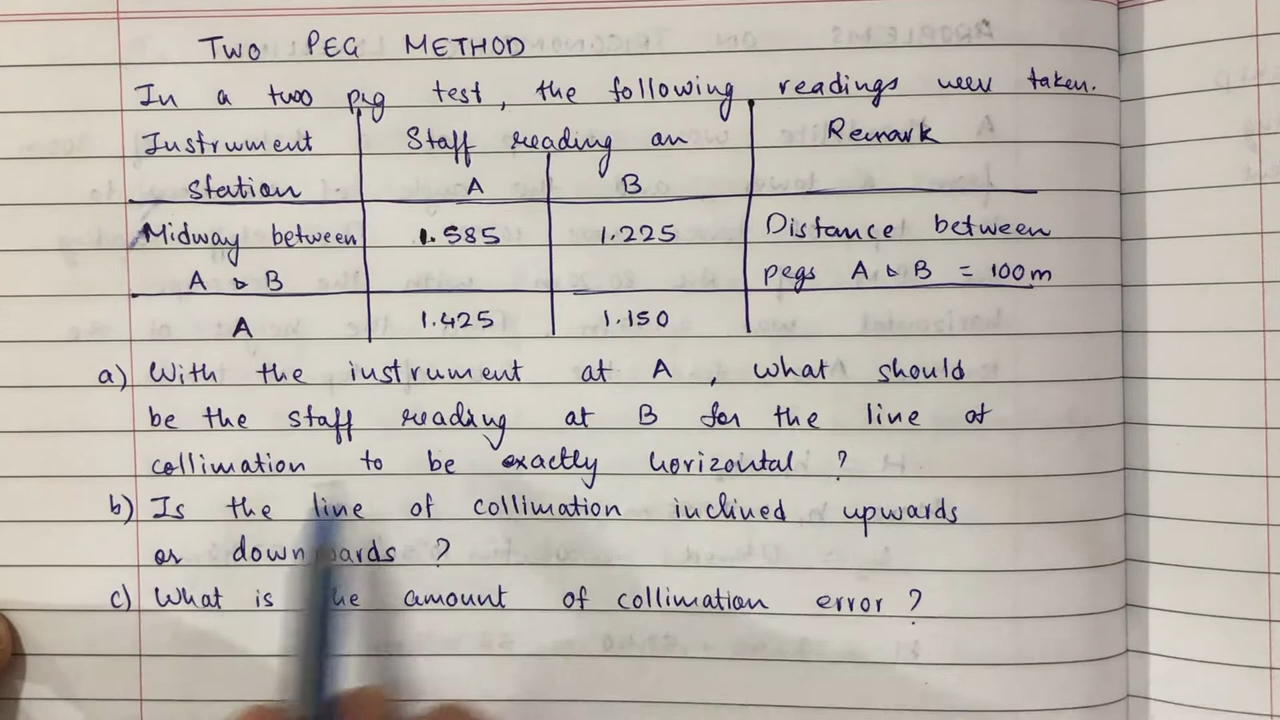 TWO PEG METHOD
In a two peg test, the following readings were taken.
Instrument Staff reading on Remark
station A B
Midway between 1.585 1.225 Distance between
A & B pegs A & B = 100m
A 1.425 1.150
a) With the instrument at A, what should
be the staff reading at B for the line of
collimation to be exactly horizontal ?
b) Is the line of collimation inclined upwards
or downwards ?
c) What is the amount of collimation error ?